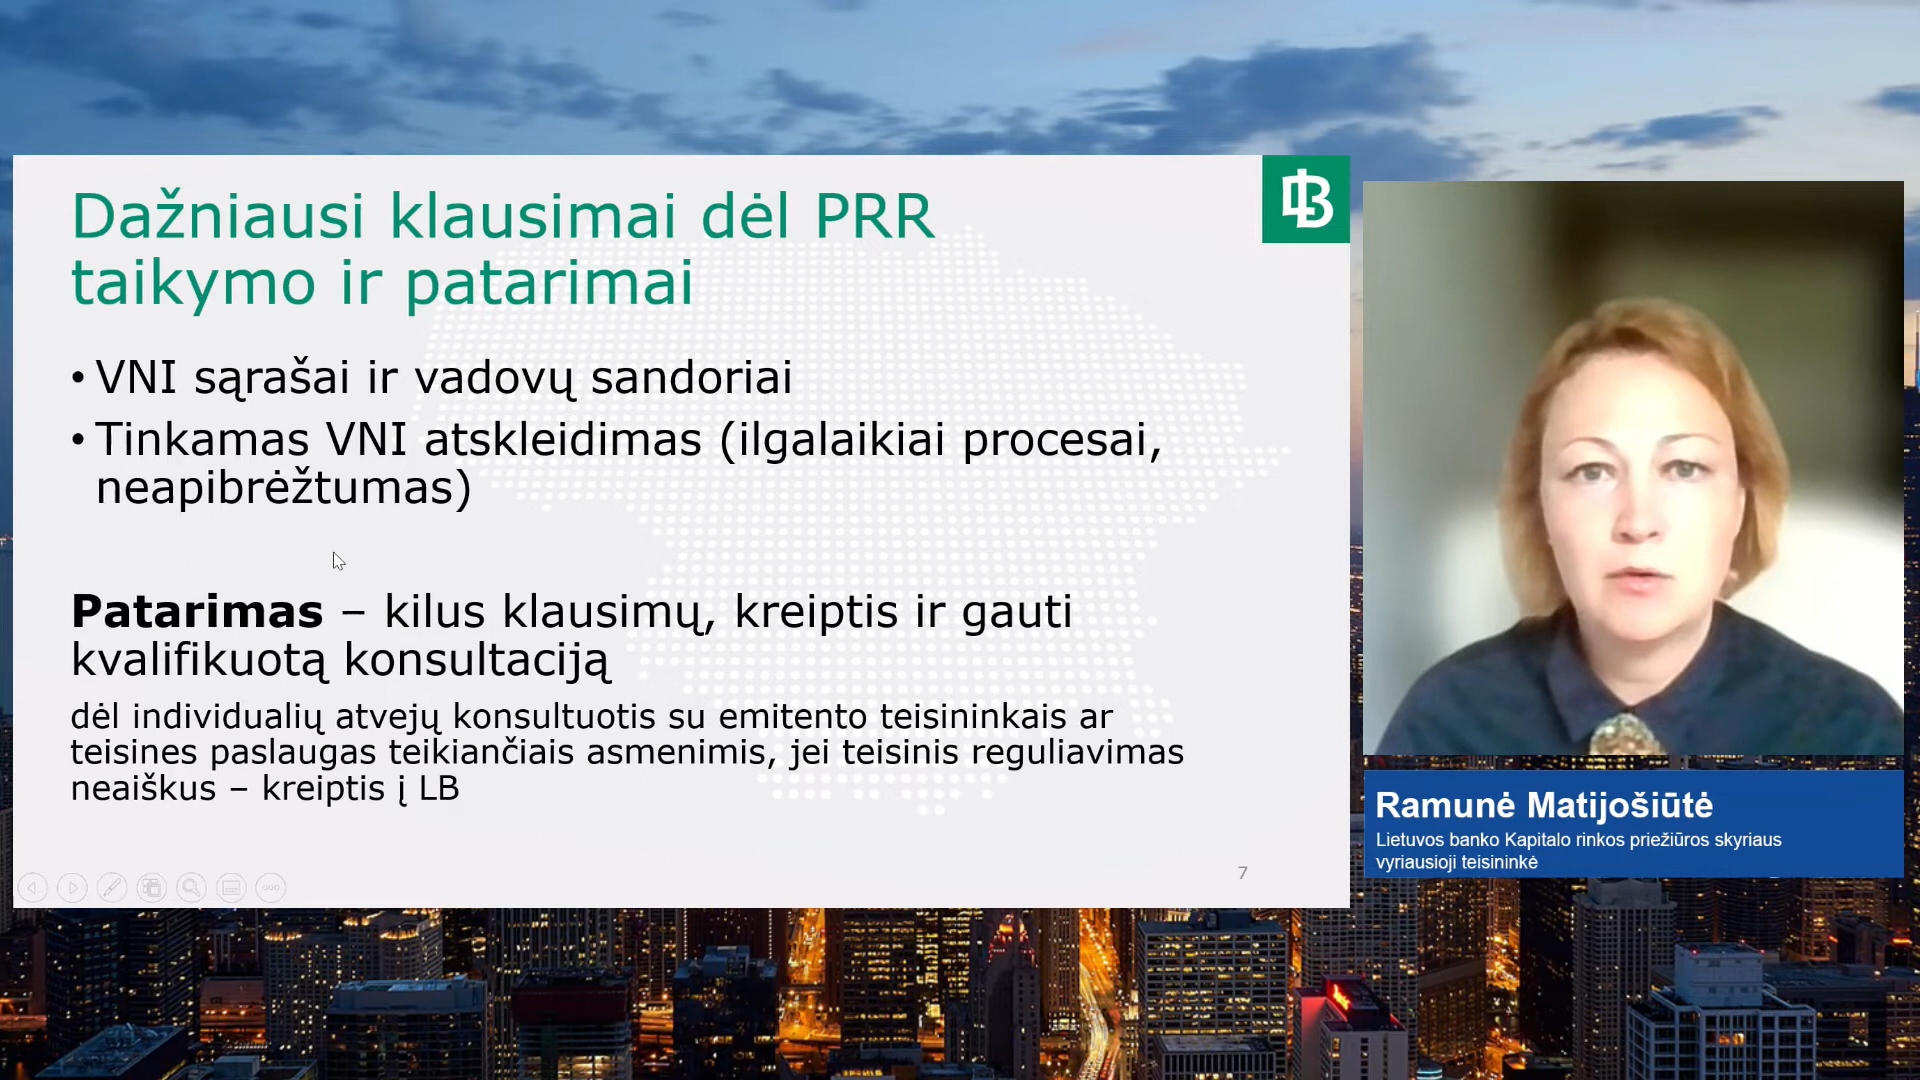 Dažniausi klausimai dėl PRR
taikymo ir patarimai
• VNI sąrašai ir vadovų sandoriai
• Tinkamas VNI atskleidimas (ilgalaikiai procesai,
neapibrėžtumas)
Patarimas – kilus klausimų, kreiptis ir gauti
kvalifikuotą konsultaciją
dėl individualių atvejų konsultuotis su emitento teisininkais ar
teisines paslaugas teikiančiais asmenimis, jei teisinis reguliavimas
neaiškus – kreiptis į LB
7
Ramunė Matijošiūtė
Lietuvos banko Kapitalo rinkos priežiūros skyriaus
vyriausioji teisininkė